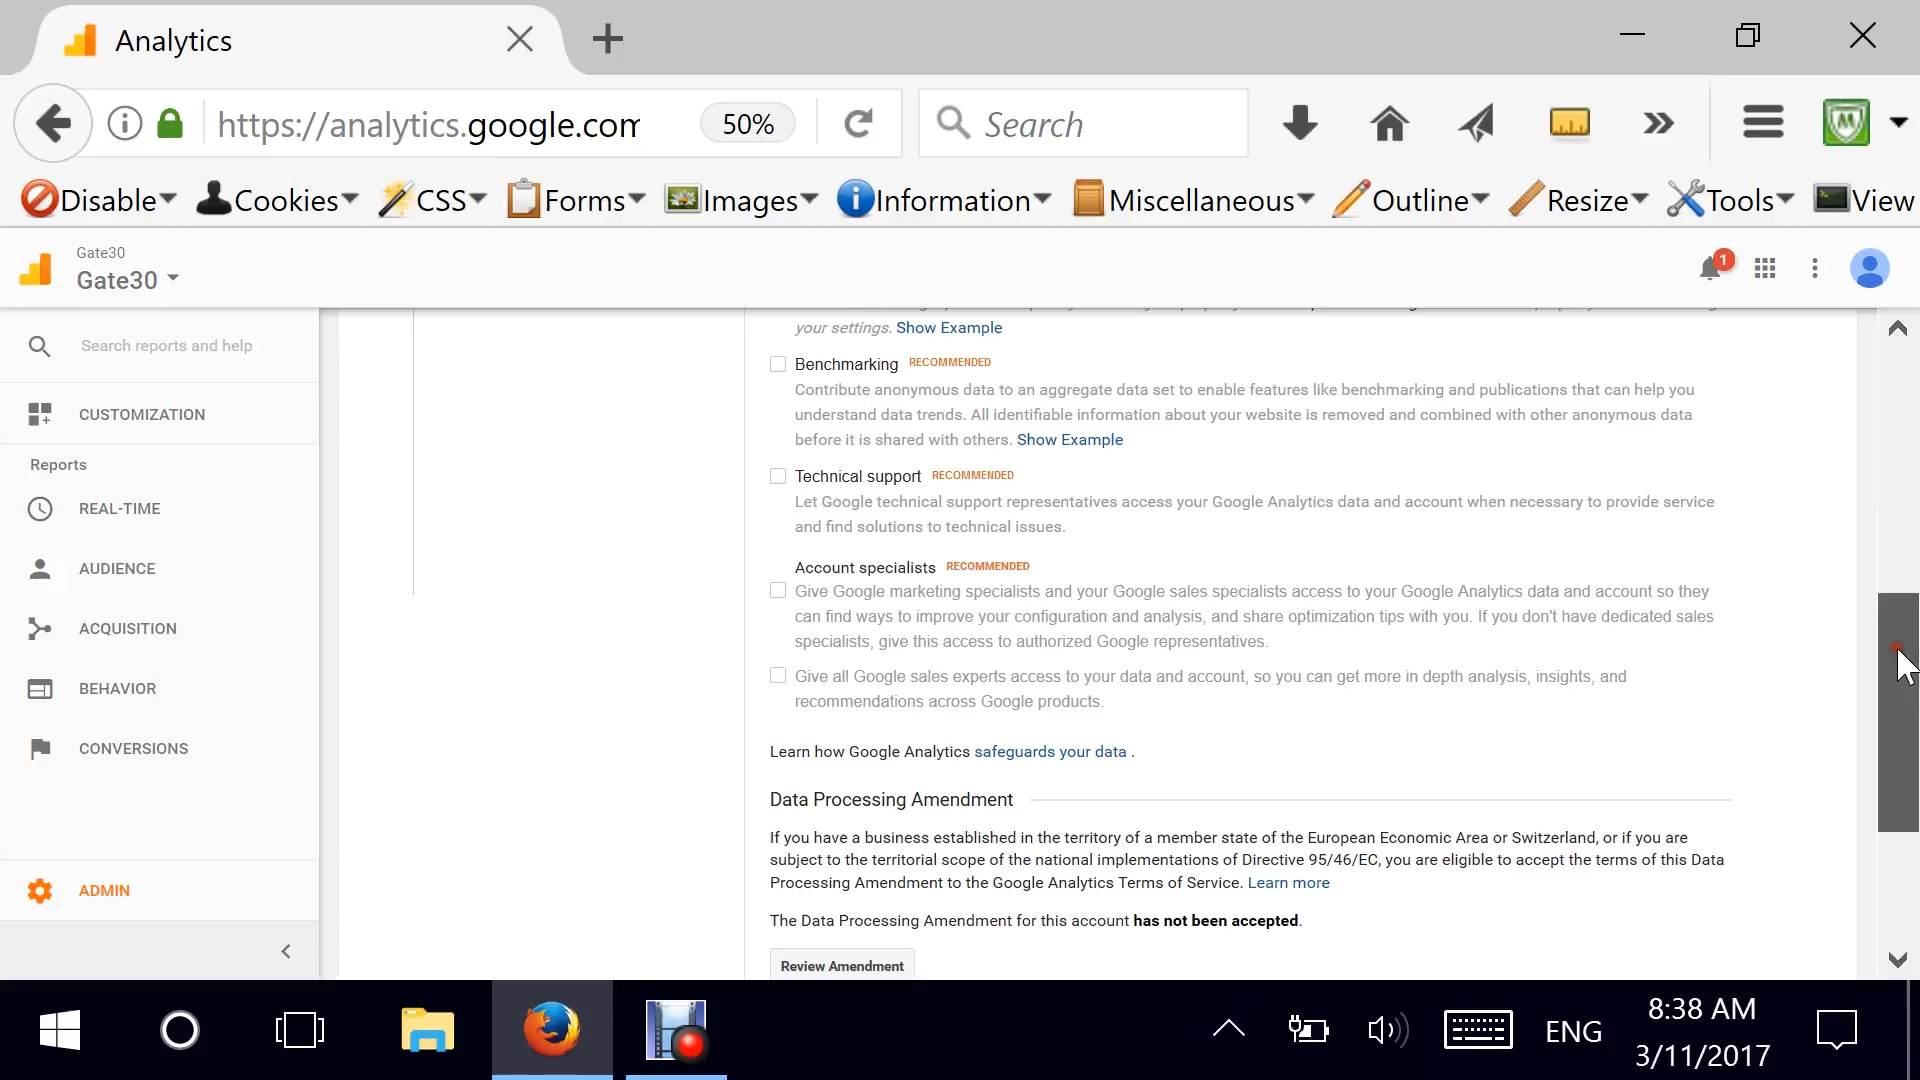 Analytics
https://analytics.google.com
50%
Search
Disable
Cookies
CSS
Forms
Images
Information
Miscellaneous
Outline
Resize
Tools
View
Gate30
Gate30
1
Search reports and help
CUSTOMIZATION
Reports
REAL-TIME
AUDIENCE
ACQUISITION
BEHAVIOR
CONVERSIONS
ADMIN
your settings. Show Example
Benchmarking RECOMMENDED
Contribute anonymous data to an aggregate data set to enable features like benchmarking and publications that can help you
understand data trends. All identifiable information about your website is removed and combined with other anonymous data
before it is shared with others. Show Example
Technical support RECOMMENDED
Let Google technical support representatives access your Google Analytics data and account when necessary to provide service
and find solutions to technical issues.
Account specialists RECOMMENDED
Give Google marketing specialists and your Google sales specialists access to your Google Analytics data and account so they
can find ways to improve your configuration and analysis, and share optimization tips with you. If you don't have dedicated sales
specialists, give this access to authorized Google representatives.
Give all Google sales experts access to your data and account, so you can get more in depth analysis, insights, and
recommendations across Google products.
Learn how Google Analytics safeguards your data .
Data Processing Amendment
If you have a business established in the territory of a member state of the European Economic Area or Switzerland, or if you are
subject to the territorial scope of the national implementations of Directive 95/46/EC, you are eligible to accept the terms of this Data
Processing Amendment to the Google Analytics Terms of Service. Learn more
The Data Processing Amendment for this account has not been accepted.
Review Amendment
ENG
8:38 AM
3/11/2017